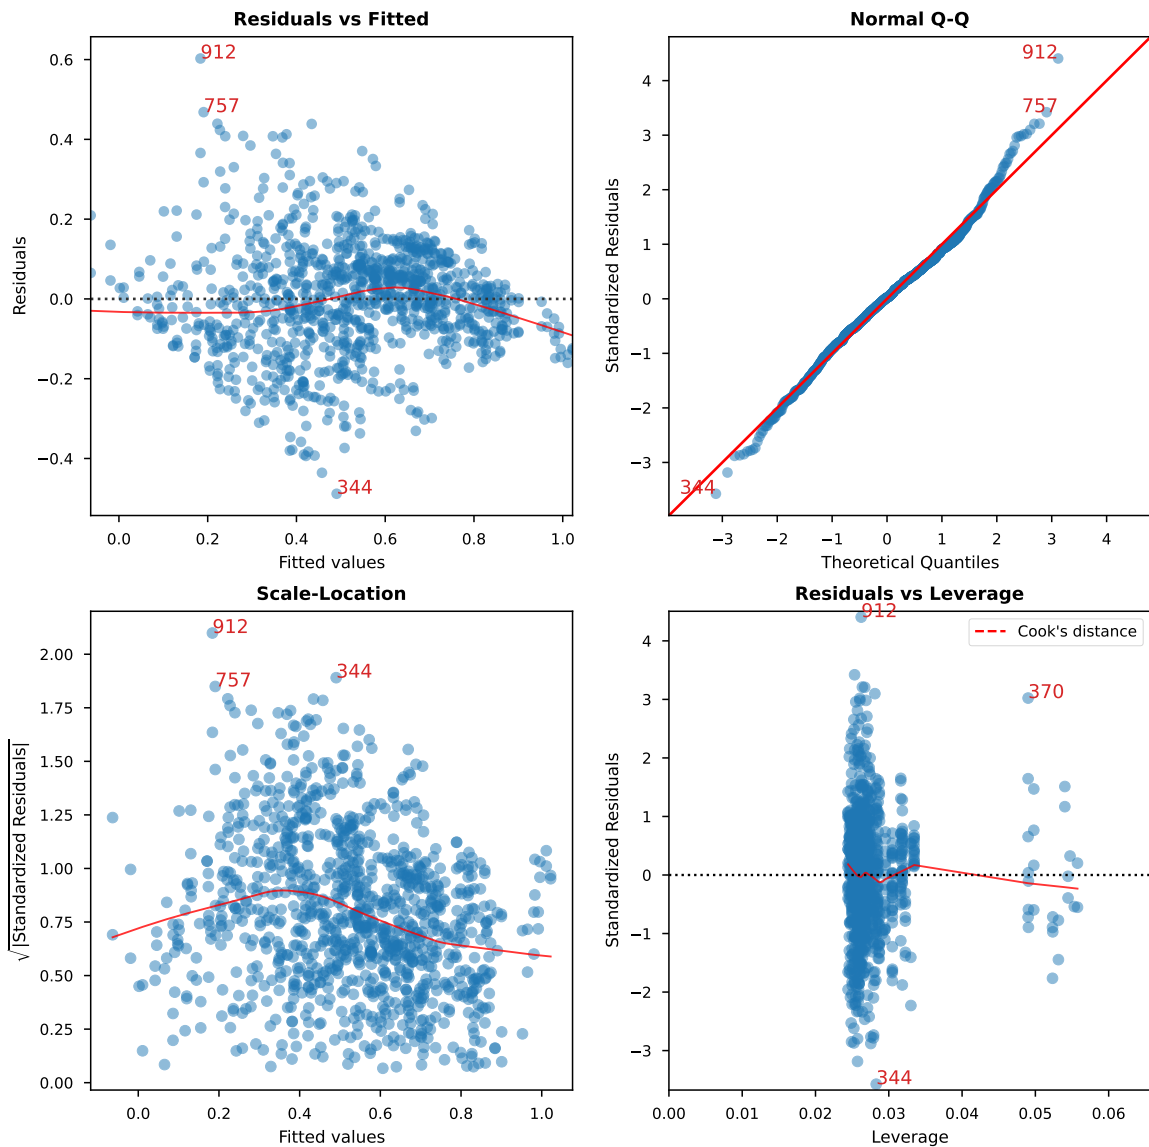 Residuals vs Fitted
Residuals
0.6
0.4
0.2
0.0
−0.2
−0.4
912
757
344
0.0 0.2 0.4 0.6 0.8 1.0
Fitted values
Normal Q-Q
Standardized Residuals
4
3
2
1
0
−1
−2
−3
912
757
344
−3 −2 −1 0 1 2 3 4
Theoretical Quantiles
Scale-Location
√|Standardized Residuals|
2.00
1.75
1.50
1.25
1.00
0.75
0.50
0.25
0.00
912
757
344
0.0 0.2 0.4 0.6 0.8 1.0
Fitted values
Residuals vs Leverage
Standardized Residuals
4
3
2
1
0
−1
−2
−3
912
Cook's distance
370
344
0.00 0.01 0.02 0.03 0.04 0.05 0.06
Leverage